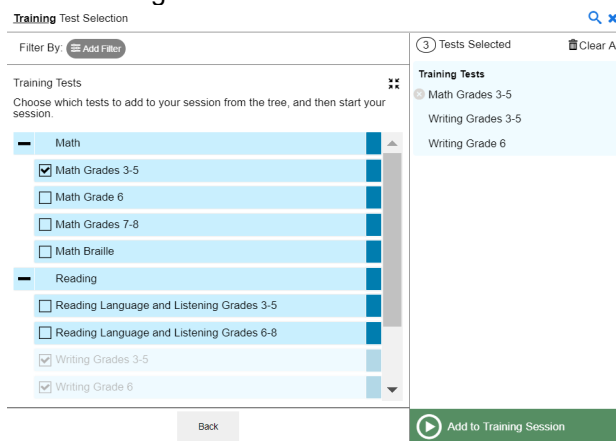 Training Test Selection
Filter By: Add Filter
Training Tests
Choose which tests to add to your session from the tree, and then start your
session.
Math
Math Grades 3-5
Math Grade 6
Math Grades 7-8
Math Braille
Reading
Reading Language and Listening Grades 3-5
Reading Language and Listening Grades 6-8
Writing Grades 3-5
Writing Grade 6
Back
3 Tests Selected
Clear A
Training Tests
Math Grades 3-5
Writing Grades 3-5
Writing Grade 6
Add to Training Session